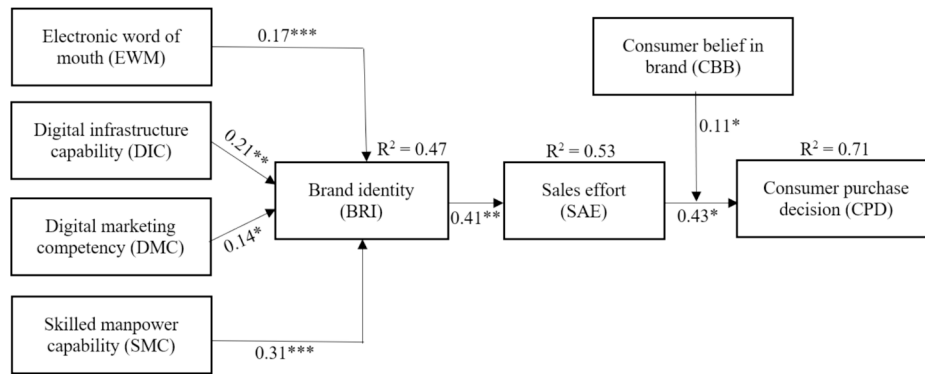 Electronic word of
mouth (EWM)
0.17***
Consumer belief in
brand (CBB)
Digital infrastructure
capability (DIC)
0.21**
0.11*
R² = 0.47
R² = 0.53
R² = 0.71
Brand identity
(BRI)
0.41**
Sales effort
(SAE)
0.43*
Consumer purchase
decision (CPD)
Digital marketing
competency (DMC)
0.14*
Skilled manpower
capability (SMC)
0.31***